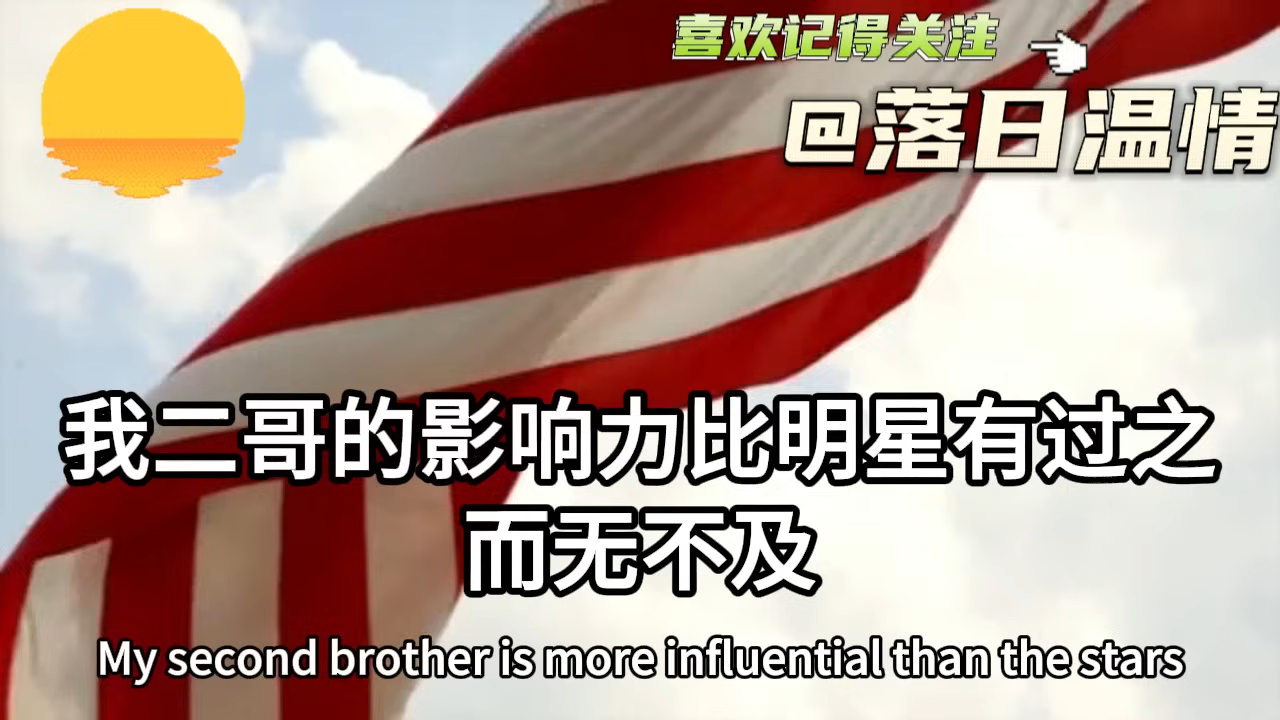 喜欢记得关注
@落日温情
我二哥的影响力比明星有过之
而无不及
My second brother is more influential than the stars